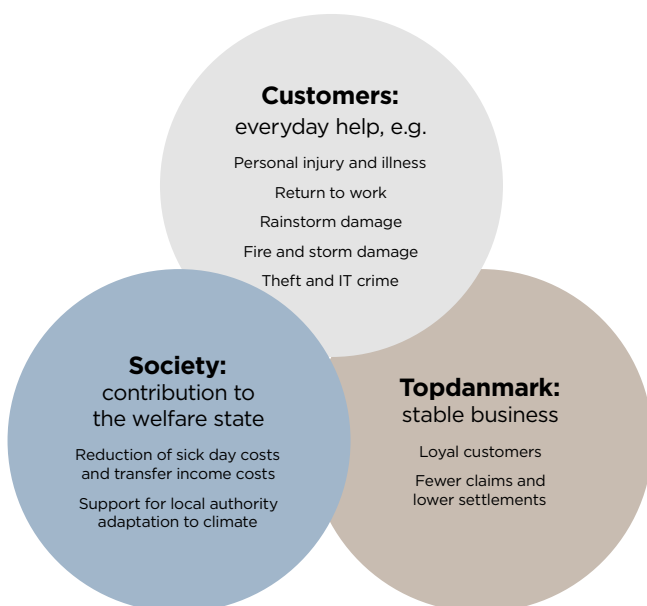 Customers:
everyday help, e.g.
Personal injury and illness
Return to work
Rainstorm damage
Fire and storm damage
Theft and IT crime
Society:
contribution to
the welfare state
Reduction of sick day costs
and transfer income costs
Support for local authority
adaptation to climate
Topdanmark:
stable business
Loyal customers
Fewer claims and
lower settlements